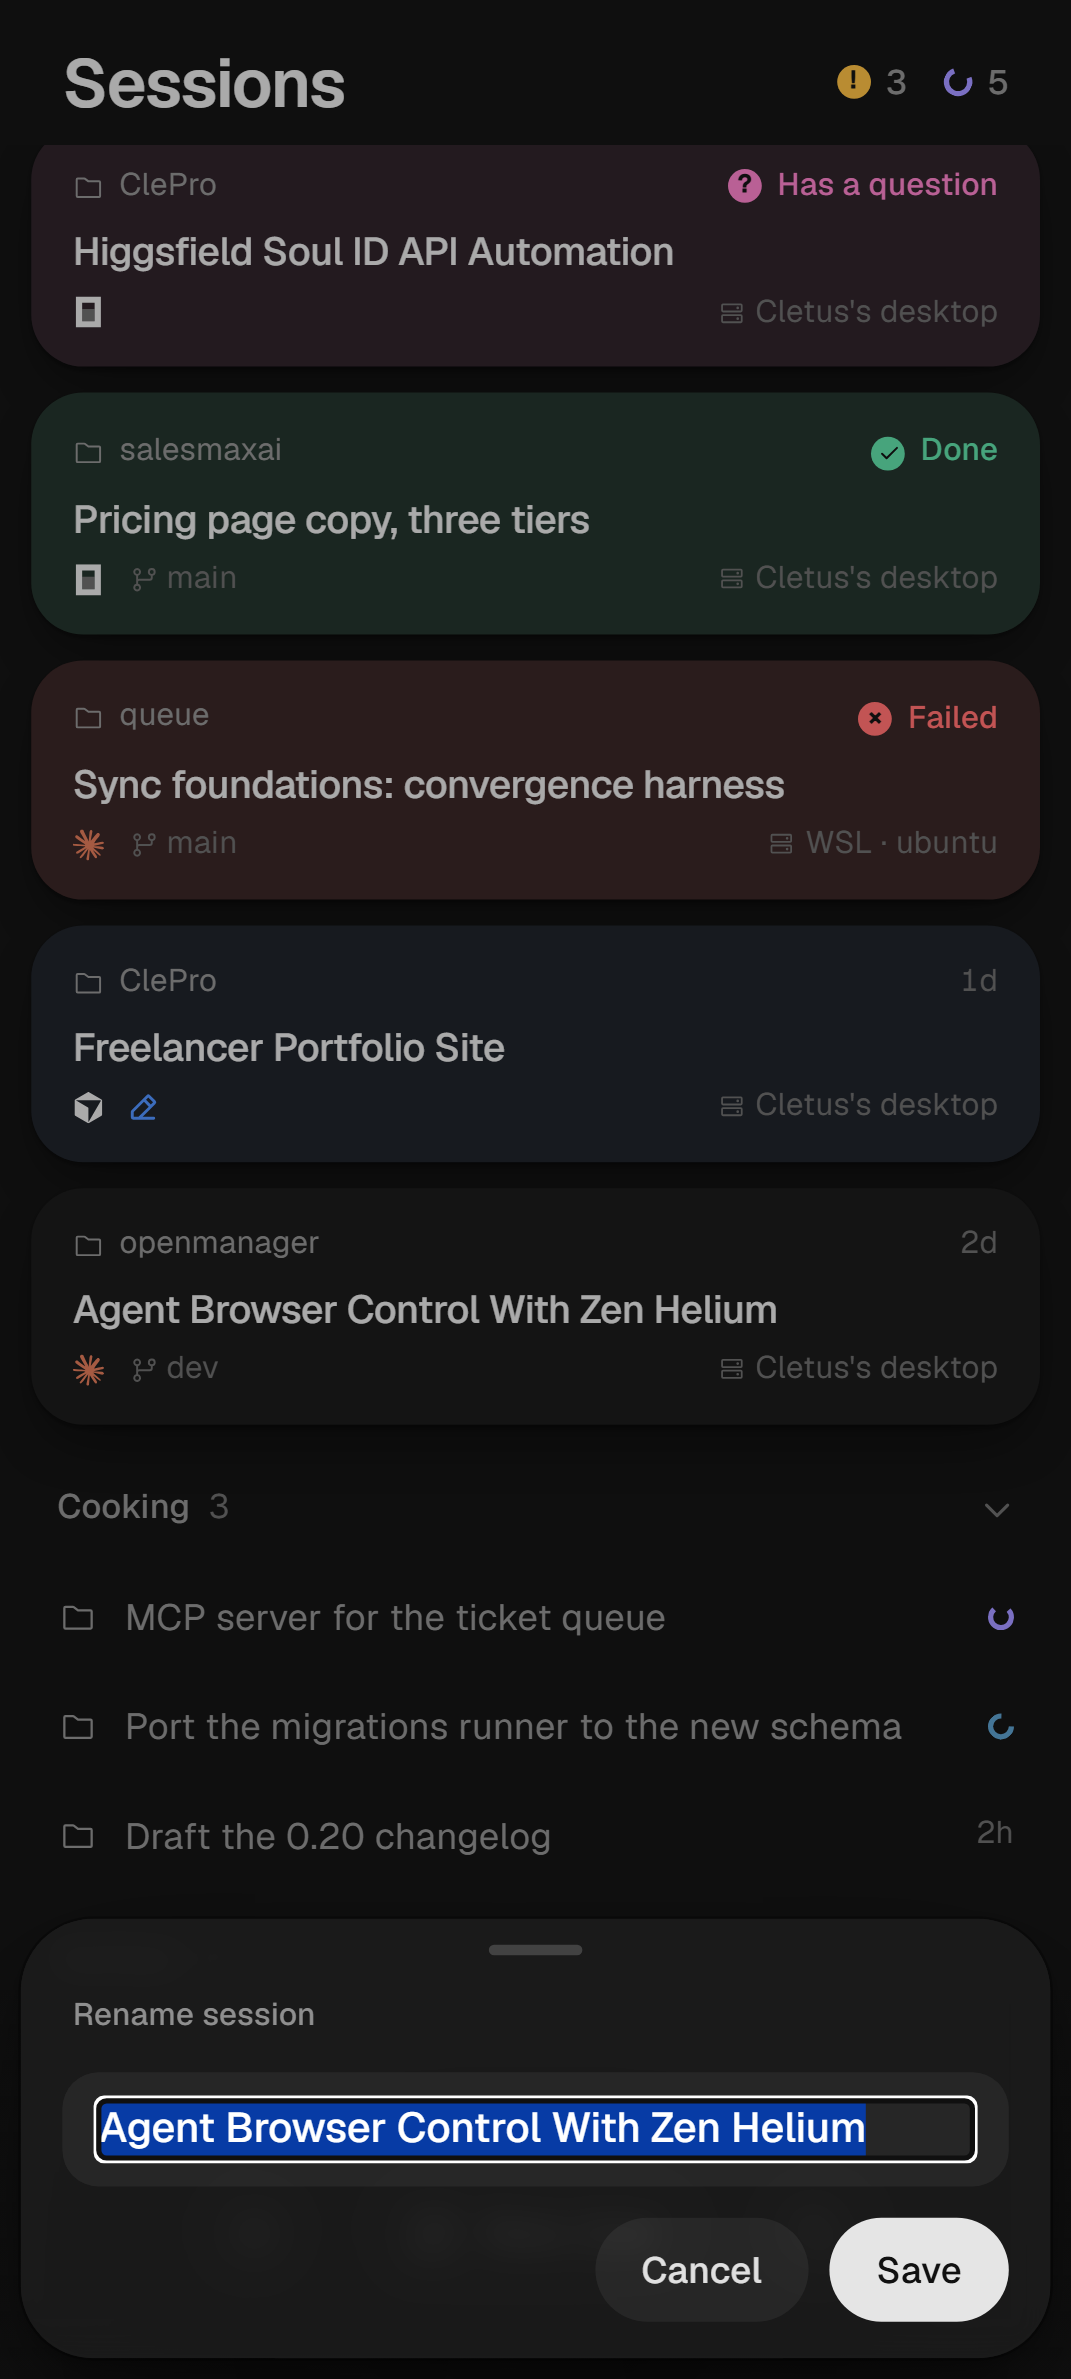 Sessions
3
5
ClePro
Has a question
Higgsfield Soul ID API Automation
Cletus's desktop
salesmaxai
Done
Pricing page copy, three tiers
main
Cletus's desktop
queue
Failed
Sync foundations: convergence harness
main
WSL · ubuntu
ClePro
1d
Freelancer Portfolio Site
Cletus's desktop
openmanager
2d
Agent Browser Control With Zen Helium
dev
Cletus's desktop
Cooking 3
MCP server for the ticket queue
Port the migrations runner to the new schema
Draft the 0.20 changelog
2h
Rename session
Agent Browser Control With Zen Helium
Cancel
Save